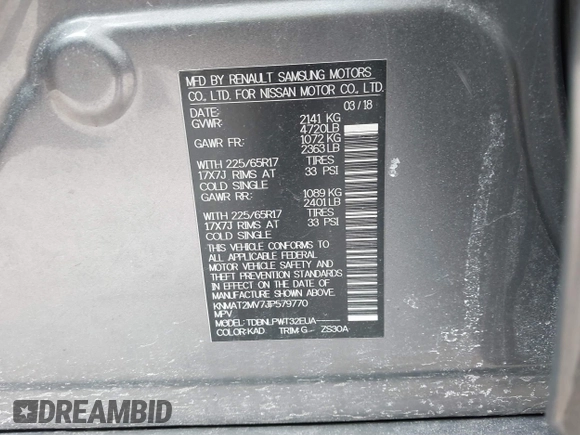 MFD BY RENAULT SAMSUNG MOTORS
CO., LTD. FOR NISSAN MOTOR CO., LTD.
DATE: 03/18
GVWR: 2141 KG
4720LB
GAWR FR: 1072 KG
2363LB
WITH 225/65R17 TIRES
17X7J RIMS AT 33 PSI
COLD SINGLE
GAWR RR: 1089 KG
2401LB
WITH 225/65R17 TIRES
17X7J RIMS AT 33 PSI
COLD SINGLE
THIS VEHICLE CONFORMS TO
ALL APPLICABLE FEDERAL
MOTOR VEHICLE SAFETY AND
THEFT PREVENTION STANDARDS
IN EFFECT ON THE DATE OF
MANUFACTURE SHOWN ABOVE.
KNMAT2MV7JP579770
MPV
MODEL: TDBNLPWT32EUA-----
COLOR:KAD TRIM:G- ZS30A
DREAMBID